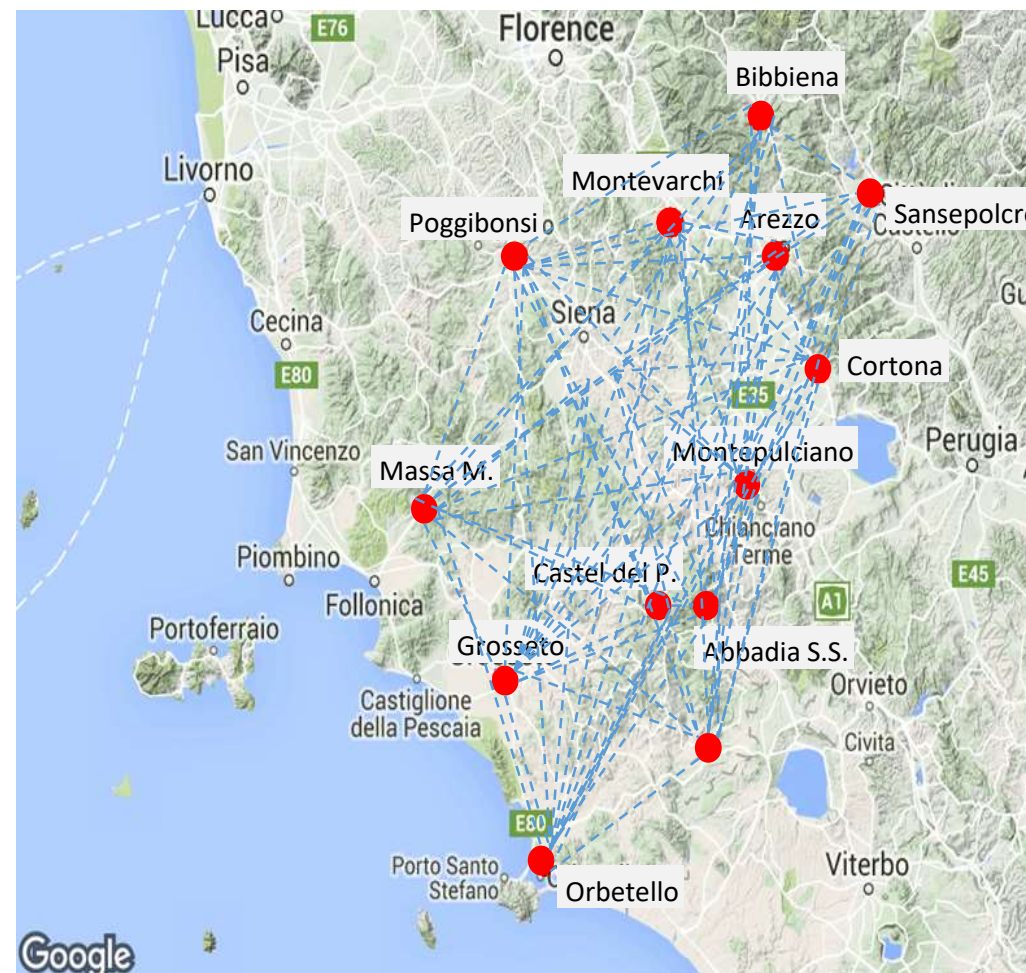 Lucca
E76
Florence
Pisa
Bibbiena
Livorno
Montevarchi
Poggibonsi
Arezzo
Sansepolcro
Castello
Gu
Siena
Cecina
E80
Cortona
E35
San Vincenzo
Montepulciano
Perugia
Massa M.
Chianciano
Terme
Piombino
Castel del P.
E45
Follonica
A1
Portoferraio
Grosseto
Abbadia S.S.
Castiglione
della Pescaia
Orvieto
Civita
E80
Porto Santo
Stefano
Viterbo
Orbetello
Google